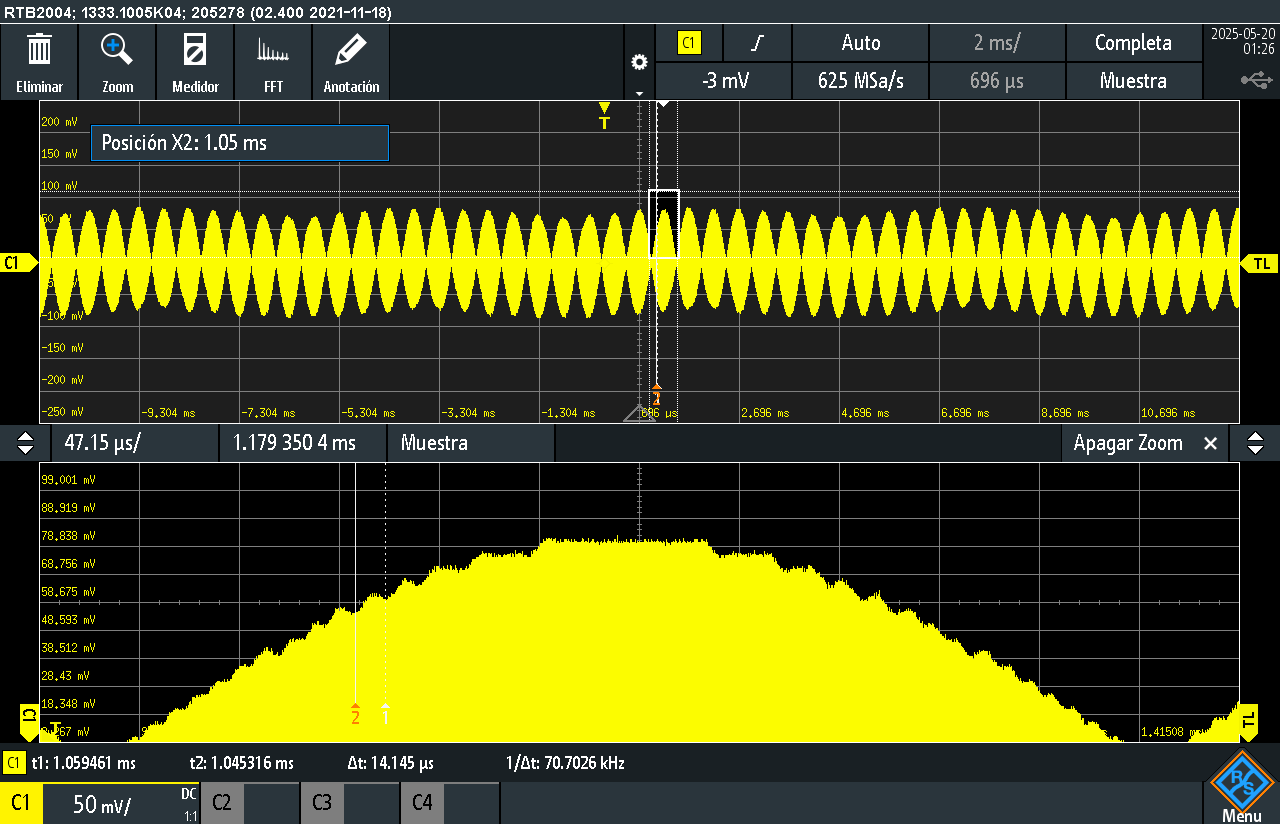 RTB2004; 1333.1005K04; 205278 (02.400 2021-11-18)
Eliminar Zoom Medidor FFT Anotación
C1 Auto 2 ms/ Completa
-3 mV 625 MSa/s 696 µs Muestra
2025-05-20
01:26
T
200 mV
Posición X2: 1.05 ms
150 mV
100 mV
50
C1 TL
-100 mV
-150 mV
-200 mV
2
-250 mV -9,304 ms -7,304 ms -5,304 ms -3,304 ms -1,304 ms 696 µs 2,696 ms 4,696 ms 6,696 ms 8,696 ms 10,696 ms
47.15 µs/ 1.179 350 4 ms Muestra Apagar Zoom
99,001 mV
88,919 mV
78,838 mV
68,756 mV
58,675 mV
48,593 mV
38,512 mV
28,43 mV
18,348 mV
2 1
C1 T TL
1,41508 ms
C1 t1: 1.059461 ms t2: 1.045316 ms Δt: 14.145 µs 1/Δt: 70.7026 kHz
C1 50 mV/ DC 1:1 C2 C3 C4
R&S
Menu